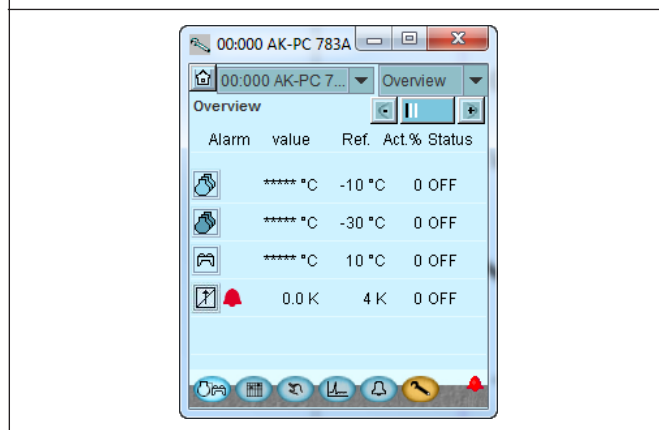 00:000 AK-PC 783A
00:000 AK-PC 7... Overview
Overview
Alarm value Ref. Act.% Status
***** °C -10 °C 0 OFF
***** °C -30 °C 0 OFF
***** °C 10 °C 0 OFF
0.0 K 4 K 0 OFF